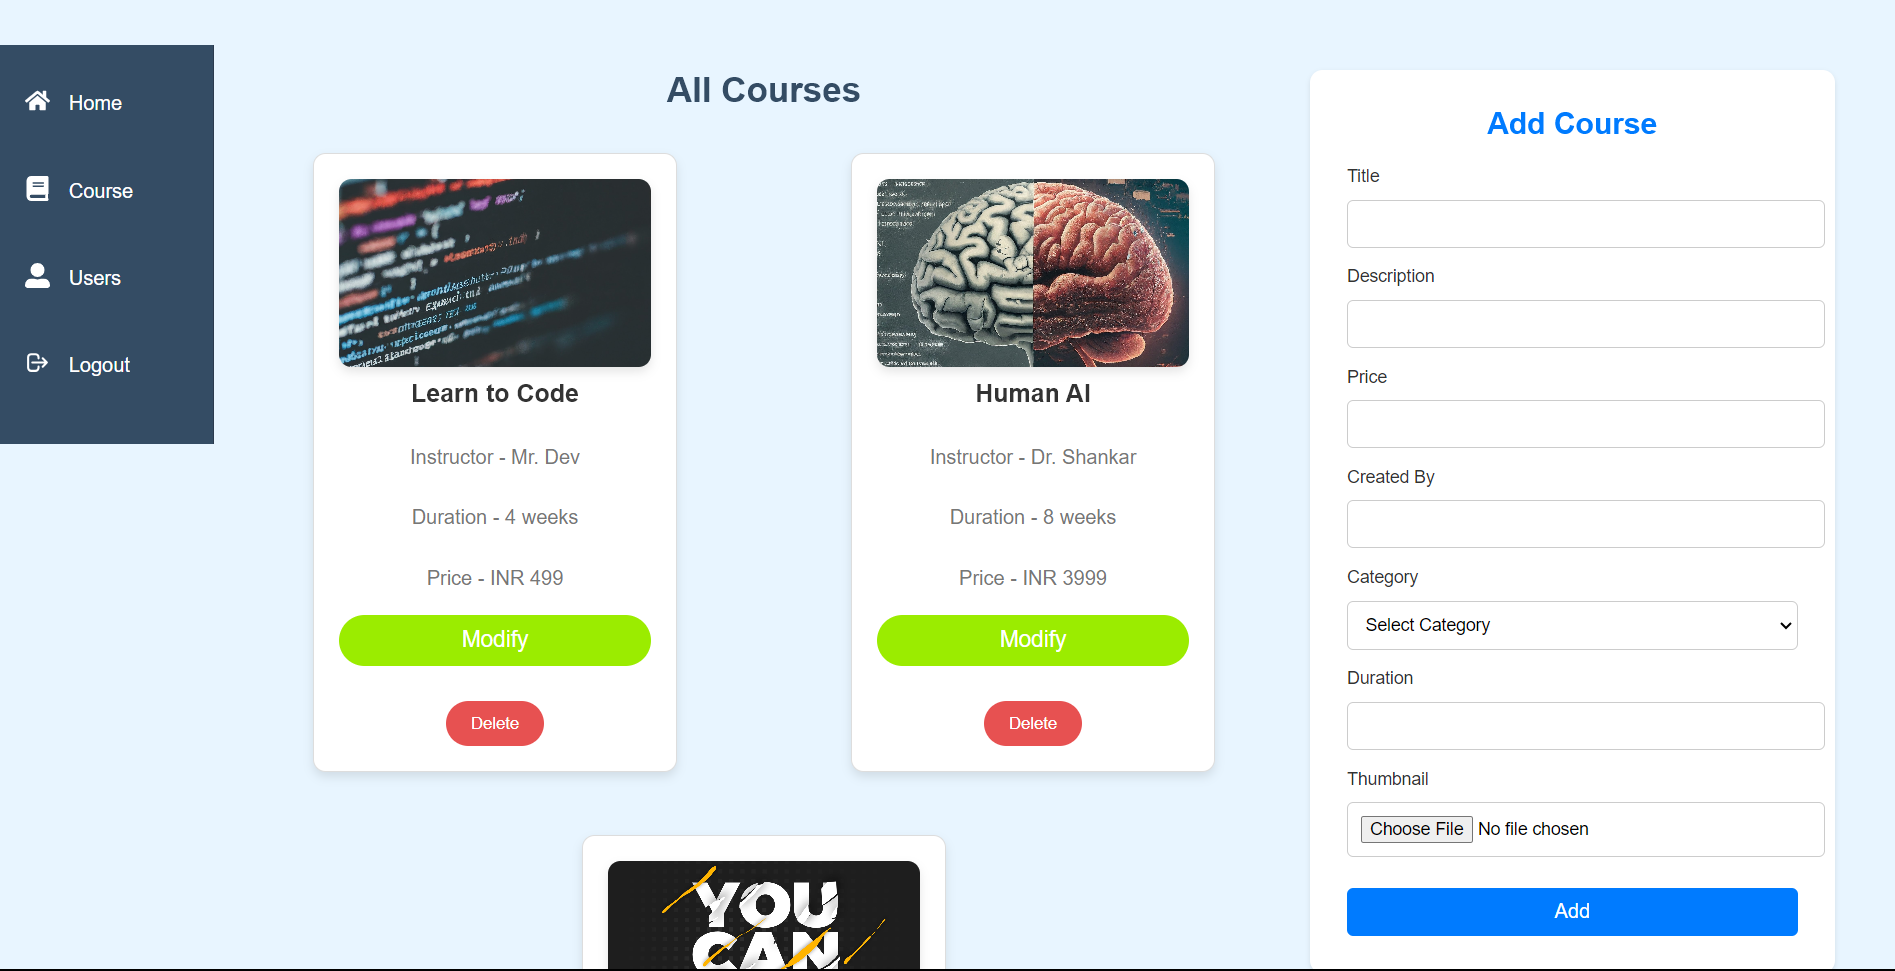 Home
Course
Users
Logout
All Courses
Learn to Code
Instructor - Mr. Dev
Duration - 4 weeks
Price - INR 499
Modify
Delete
Human AI
Instructor - Dr. Shankar
Duration - 8 weeks
Price - INR 3999
Modify
Delete
YOU
CAN
Add Course
Title
Description
Price
Created By
Category
Select Category
Duration
Thumbnail
Choose File No file chosen
Add